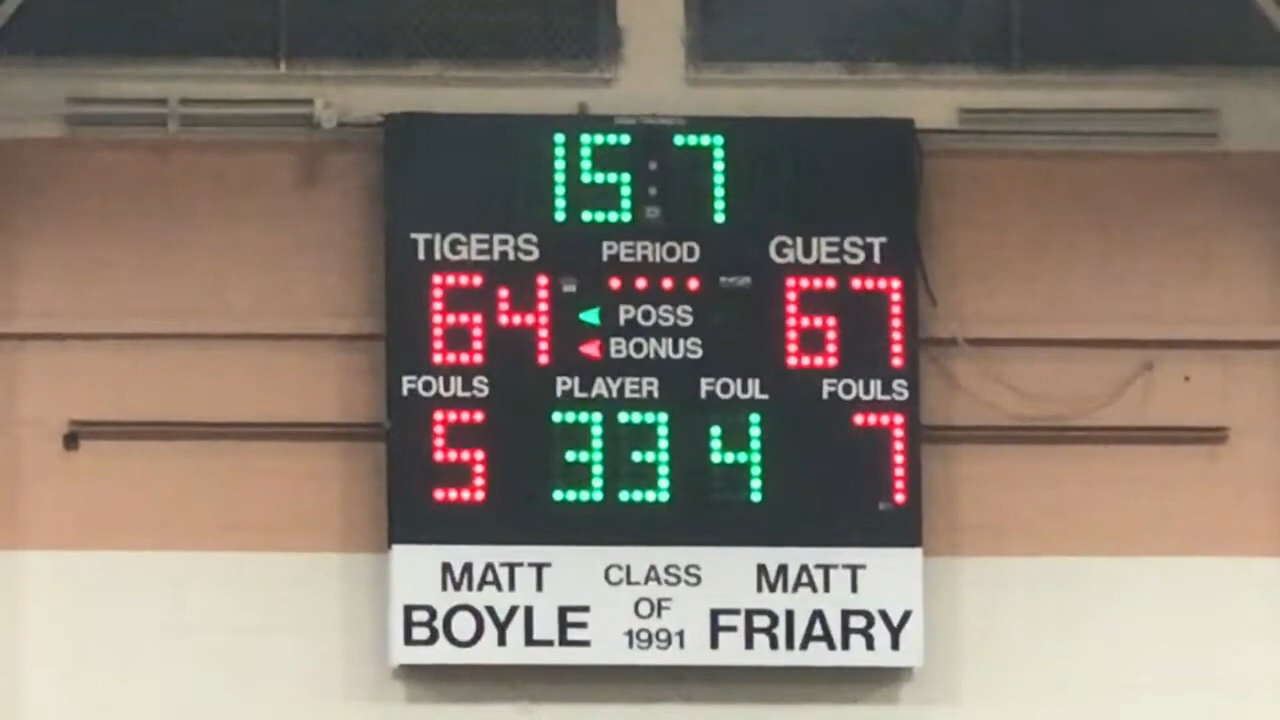 15 7
TIGERS PERIOD GUEST
64 67
POSS
BONUS
FOULS PLAYER FOUL FOULS
5 33 4 7
MATT CLASS MATT
BOYLE OF FRIARY
1991